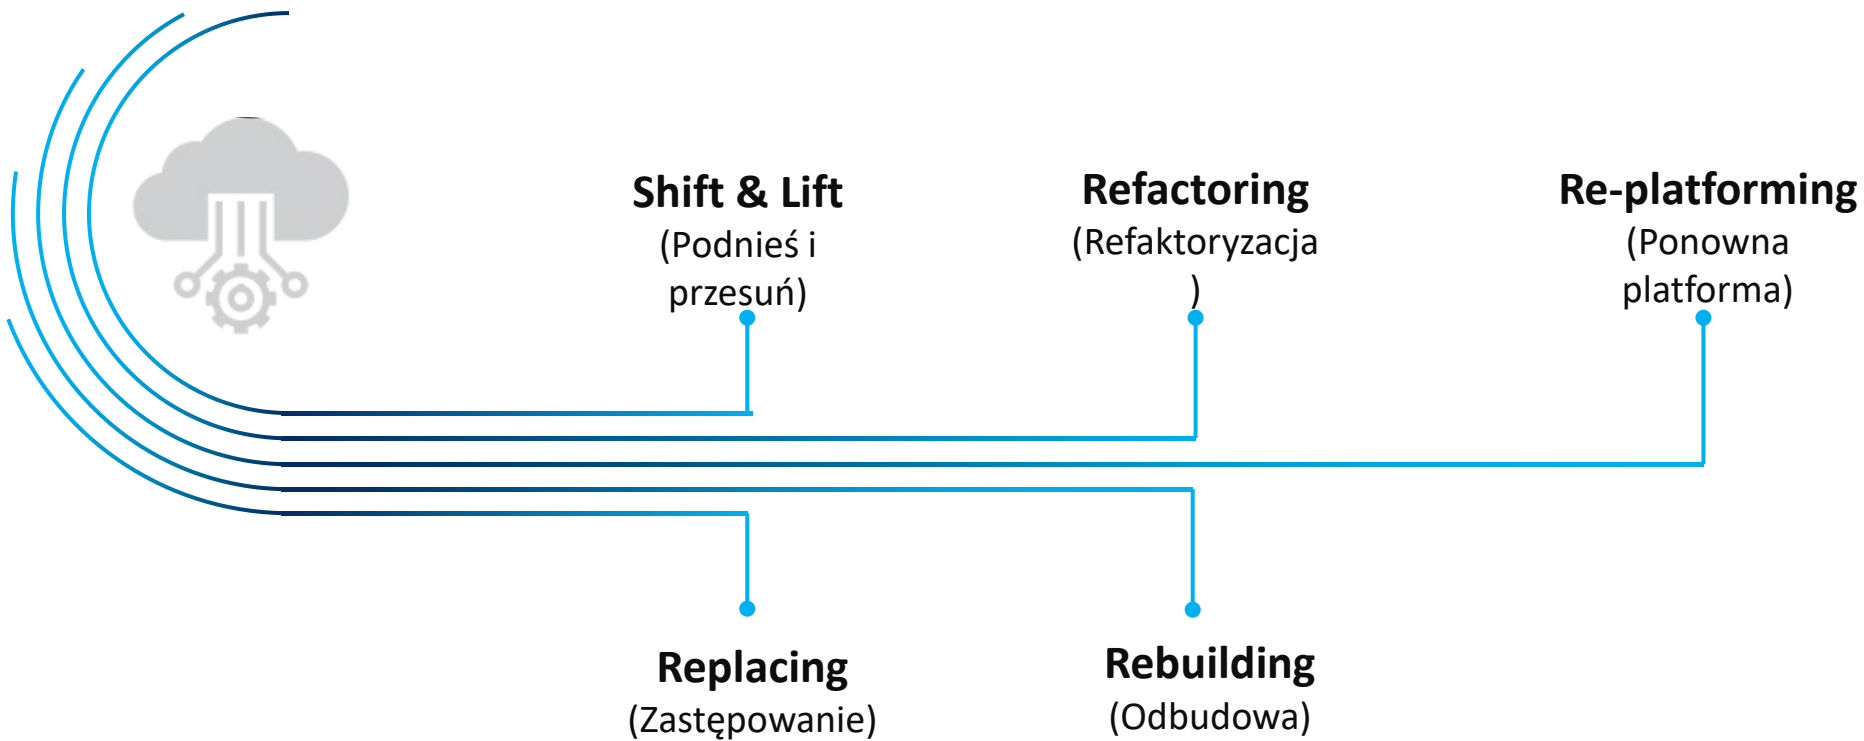 Shift & Lift
(Podnieś i
przesuń)
Refactoring
(Refaktoryzacja
)
Re-platforming
(Ponowna
platforma)
Replacing
(Zastępowanie)
Rebuilding
(Odbudowa)